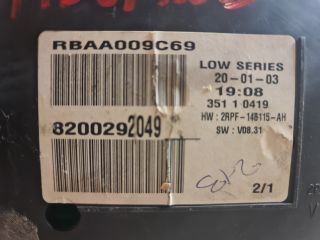 RBAA009C69
LOW SERIES
20-01-03
19:08
351 1 0419
HW : 2RPF-14B115-AH
SW : V08.31
8200292049
2/1